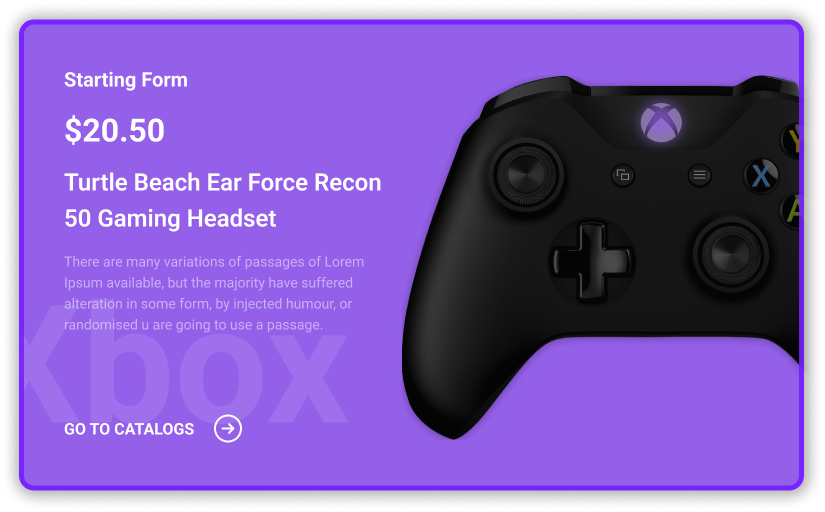 Starting Form
$20.50
Turtle Beach Ear Force Recon
50 Gaming Headset
There are many variations of passages of Lorem
Ipsum available, but the majority have suffered
alteration in some form, by injected humour, or
randomised u are going to use a passage.
Xbox
GO TO CATALOGS
Y
X
A